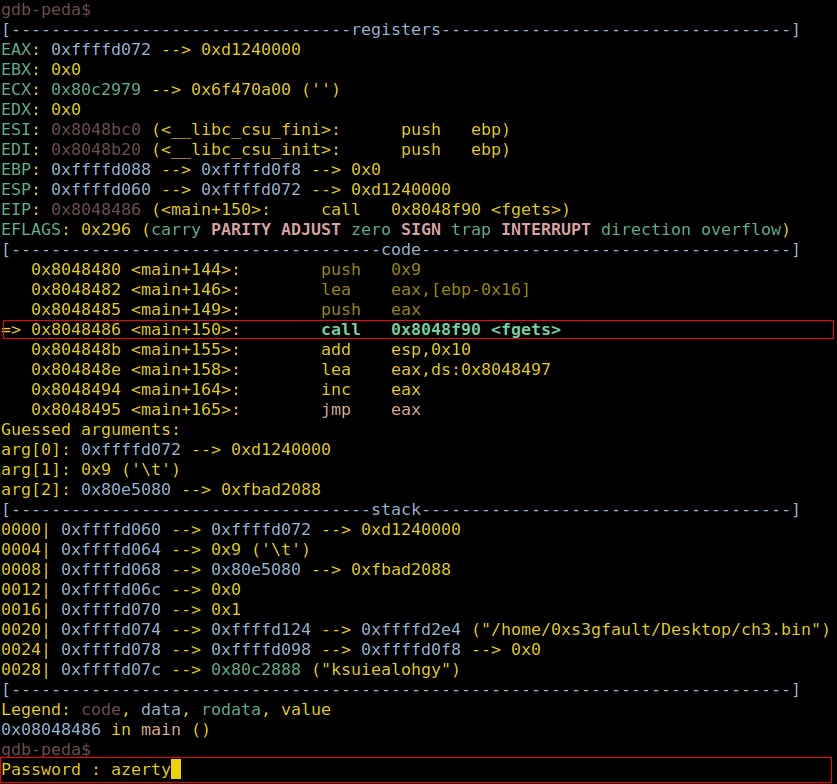 gdb-peda$
[----------------------------------registers-----------------------------------]
EAX: 0xffffd072 --> 0xd1240000
EBX: 0x0
ECX: 0x80c2979 --> 0x6f470a00 ('')
EDX: 0x0
ESI: 0x8048bc0 (<__libc_csu_fini>:      push   ebp)
EDI: 0x8048b20 (<__libc_csu_init>:      push   ebp)
EBP: 0xffffd088 --> 0xffffd0f8 --> 0x0
ESP: 0xffffd060 --> 0xffffd072 --> 0xd1240000
EIP: 0x8048486 (<main+150>:     call   0x8048f90 <fgets>)
EFLAGS: 0x296 (carry PARITY ADJUST zero SIGN trap INTERRUPT direction overflow)
[-------------------------------------code-------------------------------------]
   0x8048480 <main+144>:        push   0x9
   0x8048482 <main+146>:        lea    eax,[ebp-0x16]
   0x8048485 <main+149>:        push   eax
=> 0x8048486 <main+150>:        call   0x8048f90 <fgets>
   0x804848b <main+155>:        add    esp,0x10
   0x804848e <main+158>:        lea    eax,ds:0x8048497
   0x8048494 <main+164>:        inc    eax
   0x8048495 <main+165>:        jmp    eax
Guessed arguments:
arg[0]: 0xffffd072 --> 0xd1240000
arg[1]: 0x9 ('\t')
arg[2]: 0x80e5080 --> 0xfbad2088
[------------------------------------stack-------------------------------------]
0000| 0xffffd060 --> 0xffffd072 --> 0xd1240000
0004| 0xffffd064 --> 0x9 ('\t')
0008| 0xffffd068 --> 0x80e5080 --> 0xfbad2088
0012| 0xffffd06c --> 0x0
0016| 0xffffd070 --> 0x1
0020| 0xffffd074 --> 0xffffd124 --> 0xffffd2e4 ("/home/0xs3gfault/Desktop/ch3.bin")
0024| 0xffffd078 --> 0xffffd098 --> 0xffffd0f8 --> 0x0
0028| 0xffffd07c --> 0x80c2888 ("ksuiealohgy")
[------------------------------------------------------------------------------]
Legend: code, data, rodata, value
0x08048486 in main ()
gdb-peda$
Password : azerty